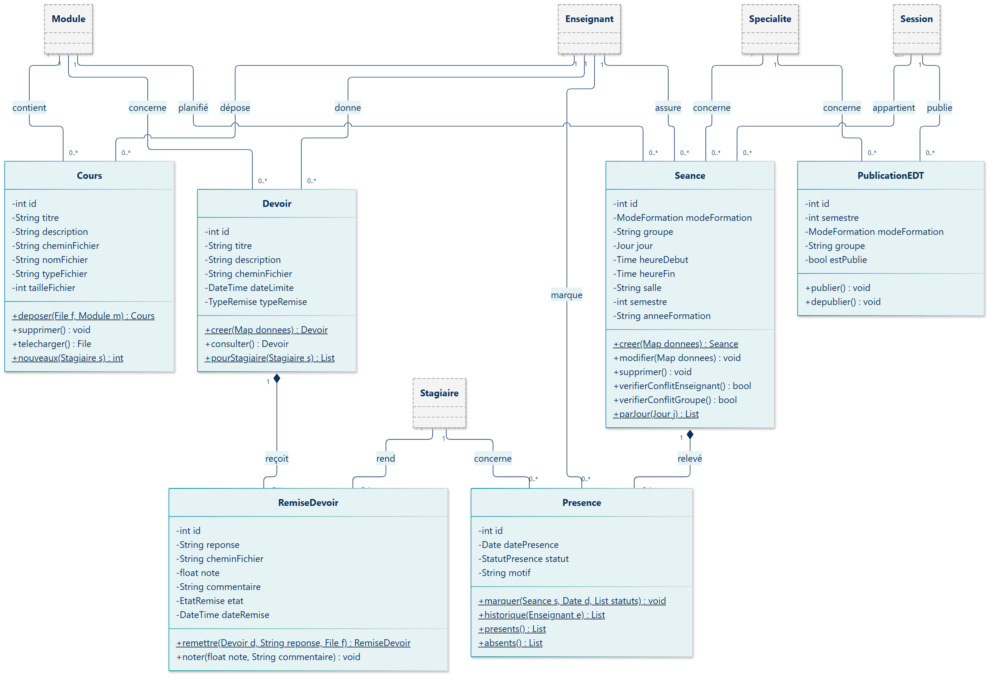 Module
Enseignant
Specialite
Session
1
1
1
1
1
1
1
contient
concerne
planifié
dépose
donne
assure
concerne
concerne
appartient
publie
0..*
0..*
0..*
0..*
0..*
0..*
0..*
0..*
Cours
-int id
-String titre
-String description
-String cheminFichier
-String nomFichier
-String typeFichier
-int tailleFichier
+deposer(File f, Module m) : Cours
+supprimer() : void
+telecharger() : File
+nouveaux(Stagiaire s) : int
0..*
0..*
Devoir
-int id
-String titre
-String description
-String cheminFichier
-DateTime dateLimite
-TypeRemise typeRemise
+creer(Map donnees) : Devoir
+consulter() : Devoir
+pourStagiaire(Stagiaire s) : List
marque
Seance
-int id
-ModeFormation modeFormation
-String groupe
-Jour jour
-Time heureDebut
-Time heureFin
-String salle
-int semestre
-String anneeFormation
+creer(Map donnees) : Seance
+modifier(Map donnees) : void
+supprimer() : void
+verifierConflitEnseignant() : bool
+verifierConflitGroupe() : bool
+parJour(Jour j) : List
PublicationEDT
-int id
-int semestre
-ModeFormation modeFormation
-String groupe
-bool estPublie
+publier() : void
+depublier() : void
1
Stagiaire
1
1
reçoit
rend
concerne
relevé
0..*
0..*
RemiseDevoir
-int id
-String reponse
-String cheminFichier
-float note
-String commentaire
-EtatRemise etat
-DateTime dateRemise
+remettre(Devoir d, String reponse, File f) : RemiseDevoir
+noter(float note, String commentaire) : void
Presence
-int id
-Date datePresence
-StatutPresence statut
-String motif
+marquer(Seance s, Date d, List statuts) : void
+historique(Enseignant e) : List
+presents() : List
+absents() : List